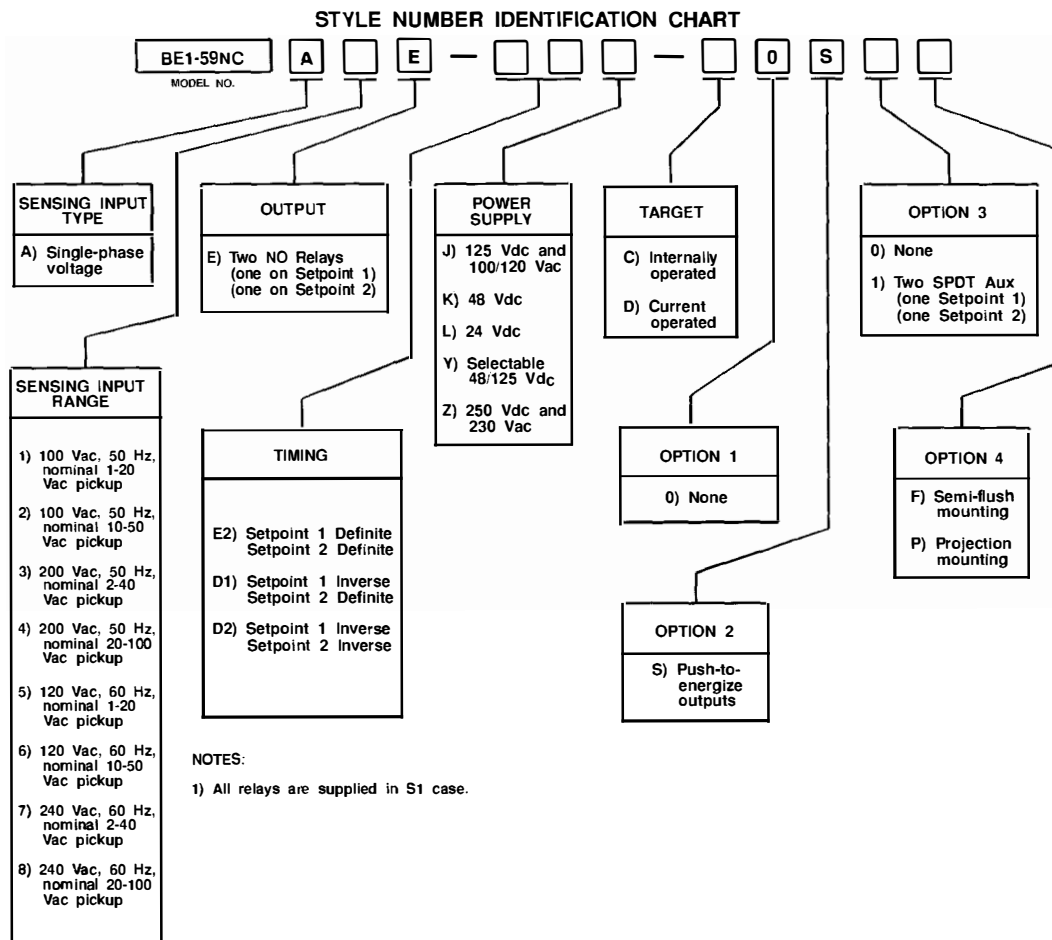 STYLE NUMBER IDENTIFICATION CHART
BE1-59NC A E — — 0 S
MODEL NO.
SENSING INPUT
TYPE
A) Single-phase
voltage
OUTPUT
E) Two NO Relays
(one on Setpoint 1)
(one on Setpoint 2)
POWER
SUPPLY
J) 125 Vdc and
100/120 Vac
K) 48 Vdc
L) 24 Vdc
Y) Selectable
48/125 Vdc
Z) 250 Vdc and
230 Vac
TARGET
C) Internally
operated
D) Current
operated
OPTION 3
0) None
1) Two SPDT Aux
(one Setpoint 1)
(one Setpoint 2)
SENSING INPUT
RANGE
1) 100 Vac, 50 Hz,
nominal 1-20
Vac pickup
2) 100 Vac, 50 Hz,
nominal 10-50
Vac pickup
3) 200 Vac, 50 Hz,
nominal 2-40
Vac pickup
4) 200 Vac, 50 Hz,
nominal 20-100
Vac pickup
5) 120 Vac, 60 Hz,
nominal 1-20
Vac pickup
6) 120 Vac, 60 Hz,
nominal 10-50
Vac pickup
7) 240 Vac, 60 Hz,
nominal 2-40
Vac pickup
8) 240 Vac, 60 Hz,
nominal 20-100
Vac pickup
TIMING
E2) Setpoint 1 Definite
Setpoint 2 Definite
D1) Setpoint 1 Inverse
Setpoint 2 Definite
D2) Setpoint 1 Inverse
Setpoint 2 Inverse
OPTION 1
0) None
OPTION 4
F) Semi-flush
mounting
P) Projection
mounting
OPTION 2
S) Push-to-
energize
outputs
NOTES:
1) All relays are supplied in S1 case.